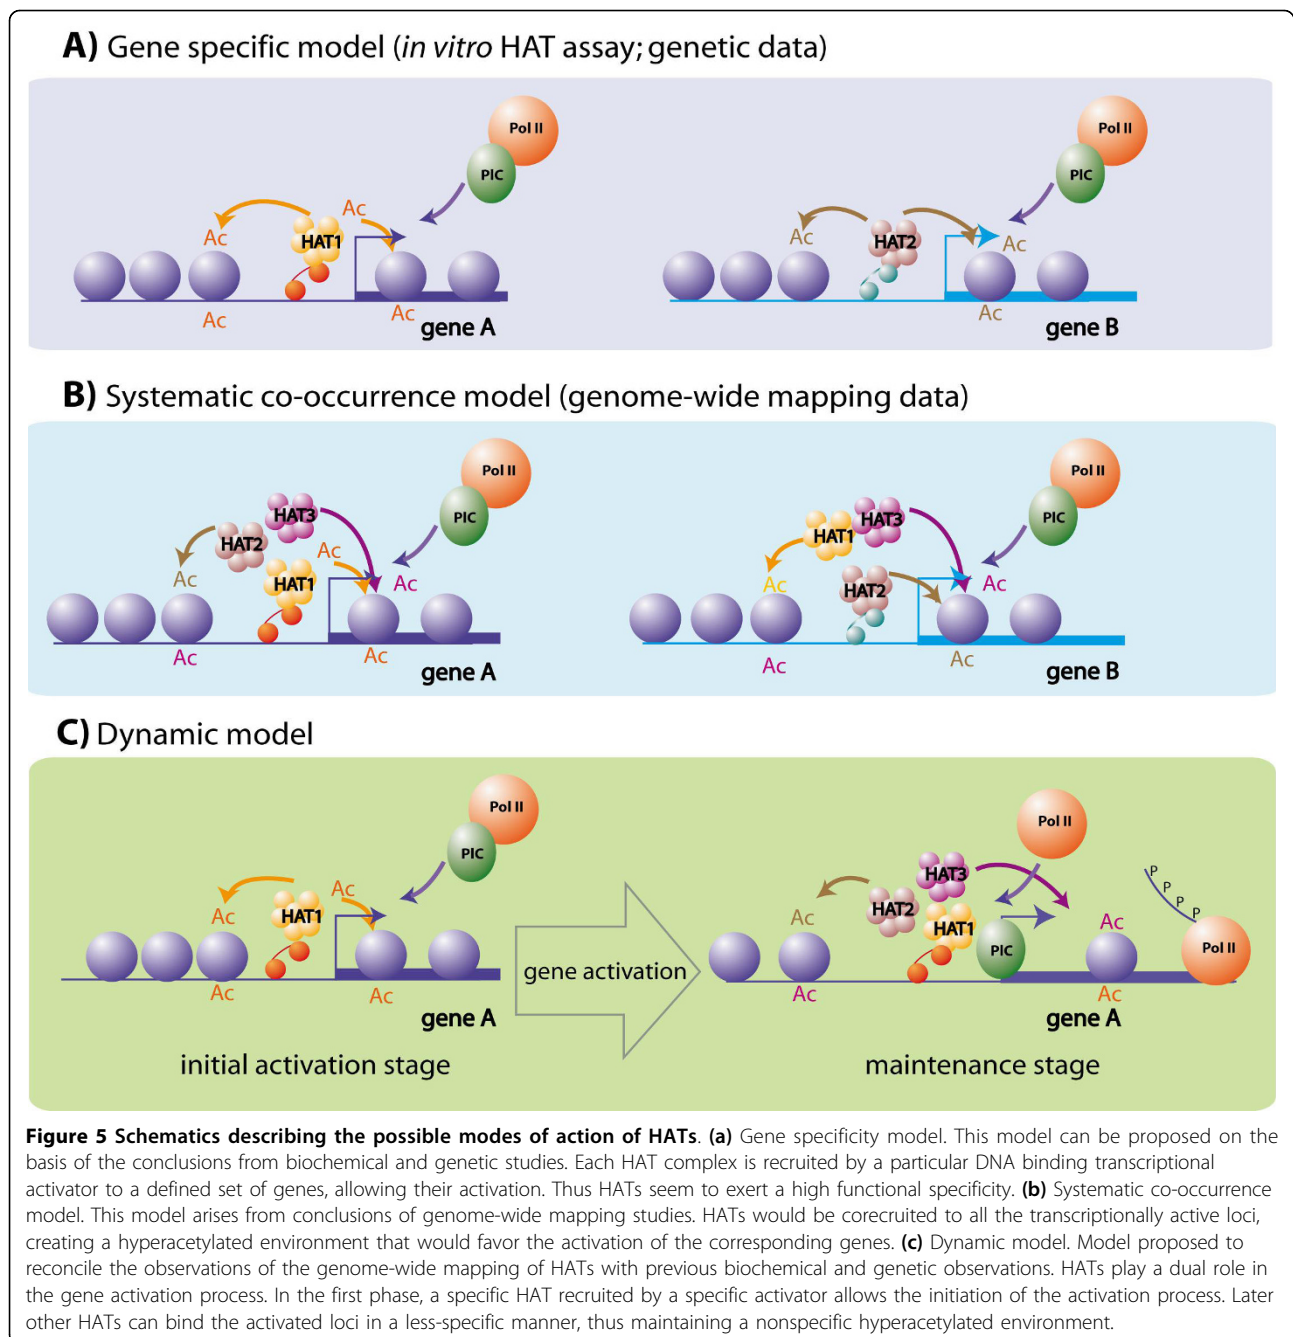 A) Gene specific model (in vitro HAT assay; genetic data)
Pol II
PIC
Ac
HAT1
Ac
Ac
Ac
gene A
Pol II
PIC
Ac
HAT2
Ac
Ac
gene B
B) Systematic co-occurrence model (genome-wide mapping data)
Pol II
PIC
HAT3
HAT2
Ac
Ac
HAT1
Ac
Ac
Ac
gene A
Pol II
PIC
HAT3
HAT1
Ac
HAT2
Ac
Ac
Ac
gene B
C) Dynamic model
Pol II
PIC
Ac
Ac
HAT1
Ac
Ac
gene A
initial activation stage
gene activation
Pol II
HAT3
HAT2
Ac
HAT1
PIC
Ac
P
P
P
P
Pol II
Ac
Ac
gene A
maintenance stage
Figure 5 Schematics describing the possible modes of action of HATs. (a) Gene specificity model. This model can be proposed on the
basis of the conclusions from biochemical and genetic studies. Each HAT complex is recruited by a particular DNA binding transcriptional
activator to a defined set of genes, allowing their activation. Thus HATs seem to exert a high functional specificity. (b) Systematic co-occurrence
model. This model arises from conclusions of genome-wide mapping studies. HATs would be corecruited to all the transcriptionally active loci,
creating a hyperacetylated environment that would favor the activation of the corresponding genes. (c) Dynamic model. Model proposed to
reconcile the observations of the genome-wide mapping of HATs with previous biochemical and genetic observations. HATs play a dual role in
the gene activation process. In the first phase, a specific HAT recruited by a specific activator allows the initiation of the activation process. Later
other HATs can bind the activated loci in a less-specific manner, thus maintaining a nonspecific hyperacetylated environment.